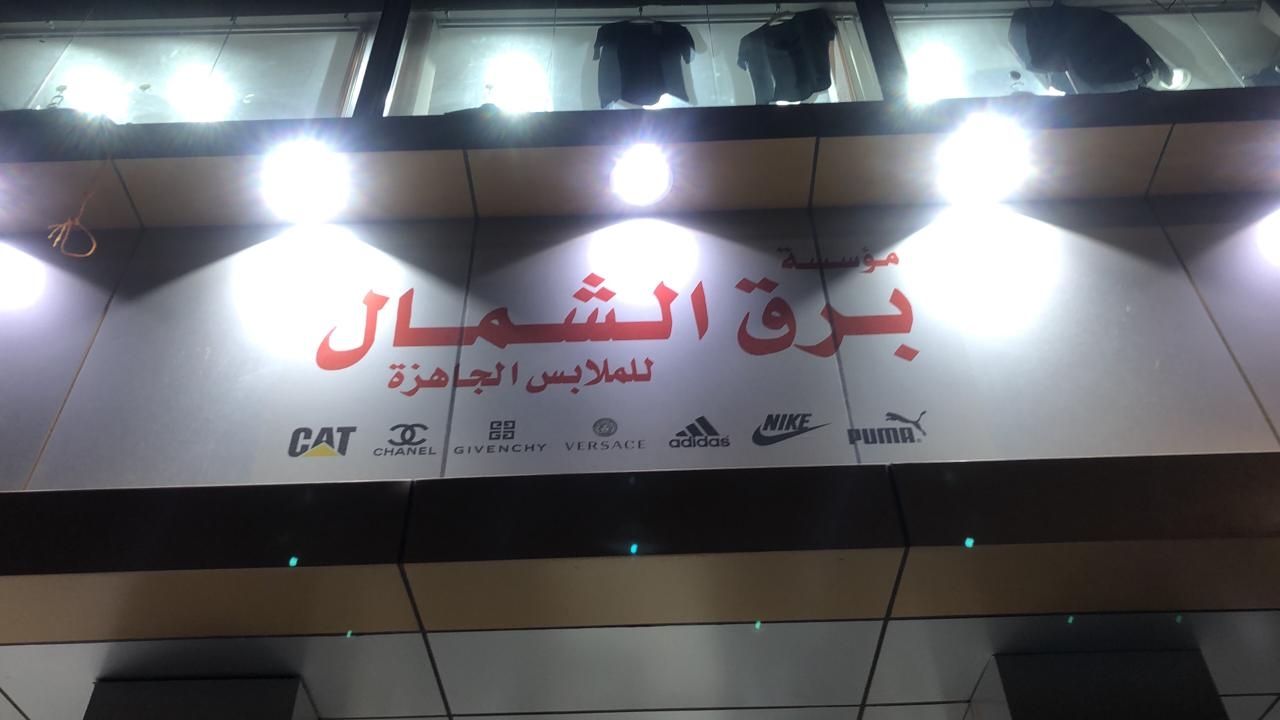 مؤسسة
برق الشمال
للملابس الجاهزة
CAT CHANEL GIVENCHY VERSACE adidas NIKE PUMA